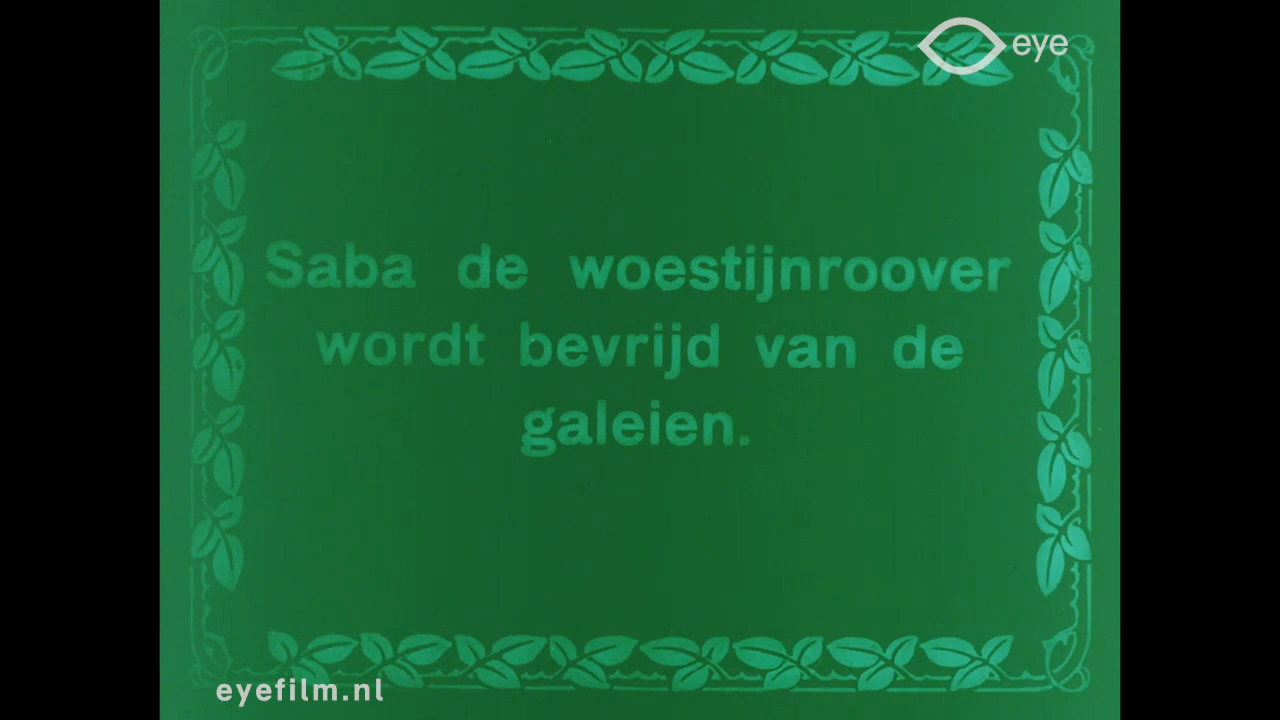 eye
Saba de woestijnroover
wordt bevrijd van de
galeien.
eyefilm.nl